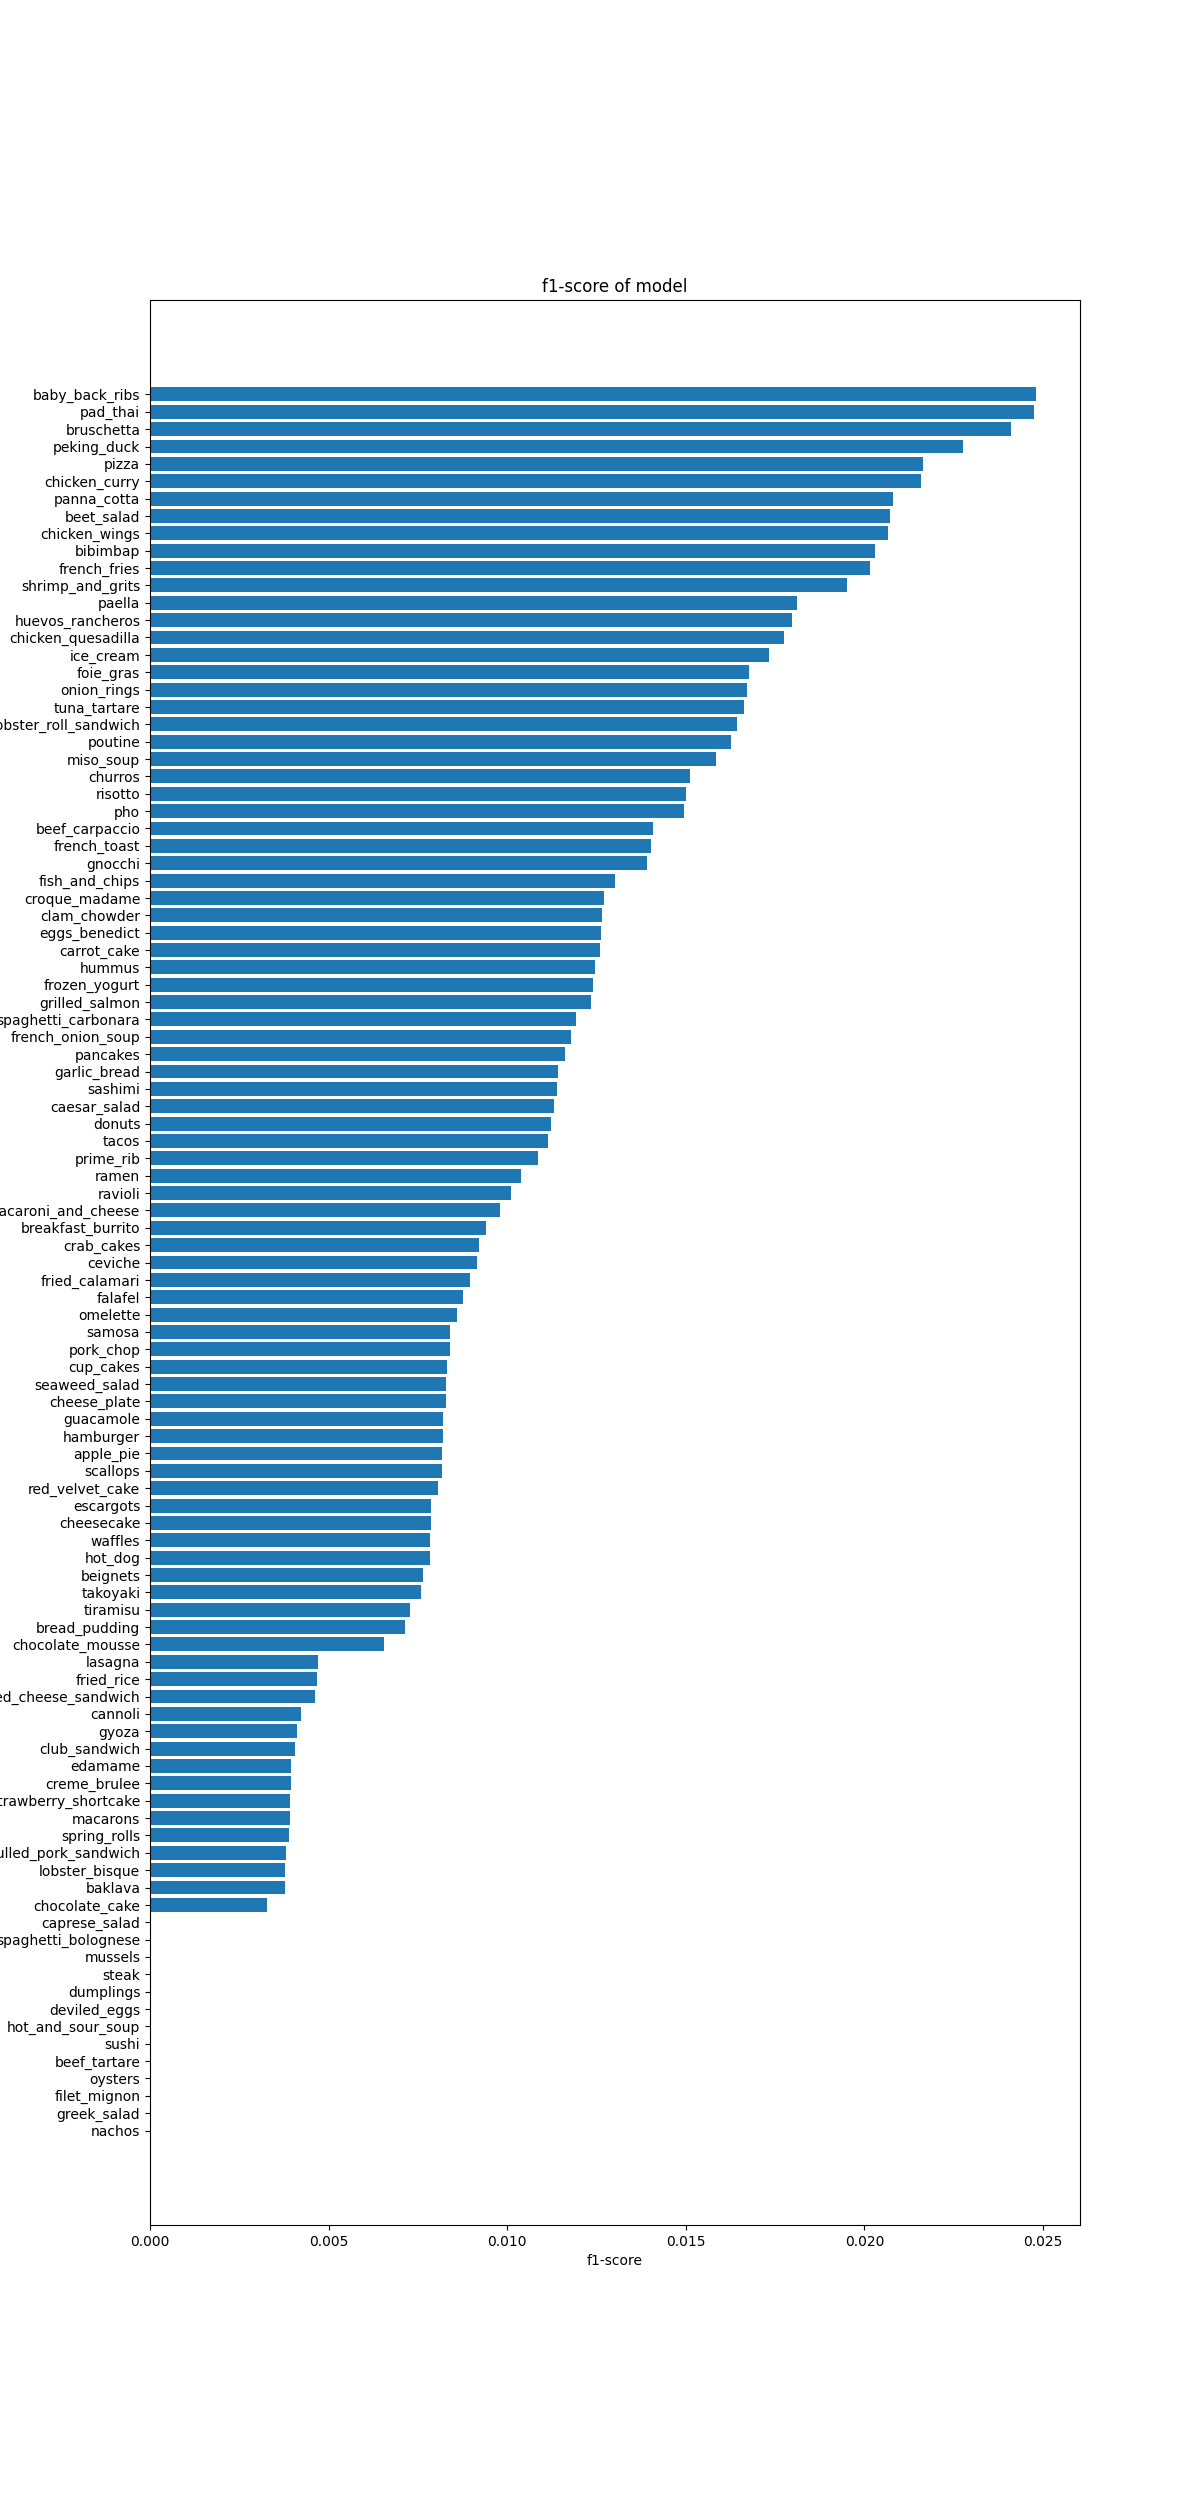 f1-score of model
baby_back_ribs
pad_thai
bruschetta
peking_duck
pizza
chicken_curry
panna_cotta
beet_salad
chicken_wings
bibimbap
french_fries
shrimp_and_grits
paella
huevos_rancheros
chicken_quesadilla
ice_cream
foie_gras
onion_rings
tuna_tartare
obster_roll_sandwich
poutine
miso_soup
churros
risotto
pho
beef_carpaccio
french_toast
gnocchi
fish_and_chips
croque_madame
clam_chowder
eggs_benedict
carrot_cake
hummus
frozen_yogurt
grilled_salmon
spaghetti_carbonara
french_onion_soup
pancakes
garlic_bread
sashimi
caesar_salad
donuts
tacos
prime_rib
ramen
ravioli
acaroni_and_cheese
breakfast_burrito
crab_cakes
ceviche
fried_calamari
falafel
omelette
samosa
pork_chop
cup_cakes
seaweed_salad
cheese_plate
guacamole
hamburger
apple_pie
scallops
red_velvet_cake
escargots
cheesecake
waffles
hot_dog
beignets
takoyaki
tiramisu
bread_pudding
chocolate_mousse
lasagna
fried_rice
ed_cheese_sandwich
cannoli
gyoza
club_sandwich
edamame
creme_brulee
trawberry_shortcake
macarons
spring_rolls
ulled_pork_sandwich
lobster_bisque
baklava
chocolate_cake
caprese_salad
spaghetti_bolognese
mussels
steak
dumplings
deviled_eggs
hot_and_sour_soup
sushi
beef_tartare
oysters
filet_mignon
greek_salad
nachos
0.000 0.005 0.010 0.015 0.020 0.025
f1-score